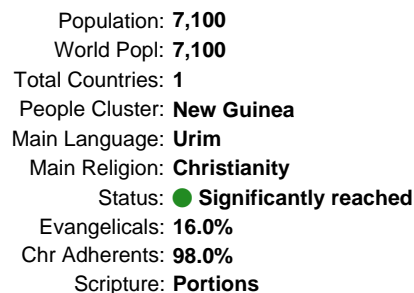 Population: 7,100
World Popl: 7,100
Total Countries: 1
People Cluster: New Guinea
Main Language: Urim
Main Religion: Christianity
Status: Significantly reached
Evangelicals: 16.0%
Chr Adherents: 98.0%
Scripture: Portions